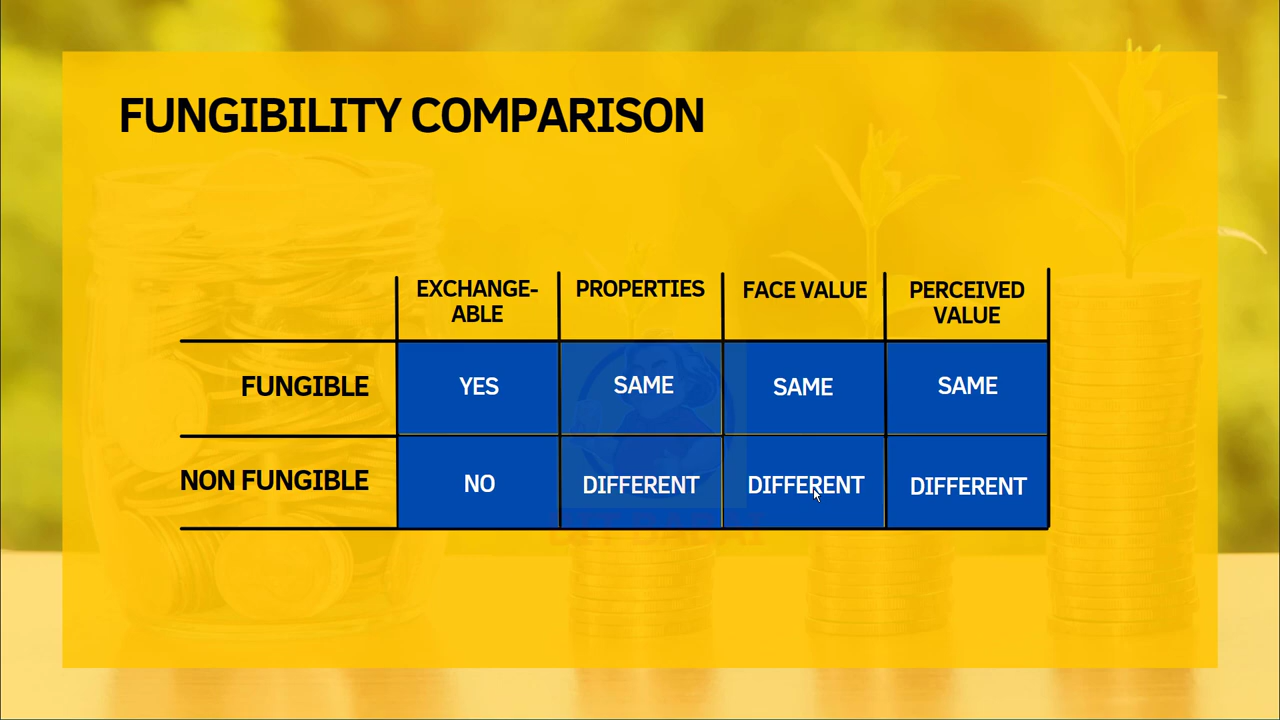 FUNGIBILITY COMPARISON
EXCHANGE-
ABLE
PROPERTIES
FACE VALUE
PERCEIVED
VALUE
FUNGIBLE
YES
SAME
SAME
SAME
NON FUNGIBLE
NO
DIFFERENT
DIFFERENT
DIFFERENT